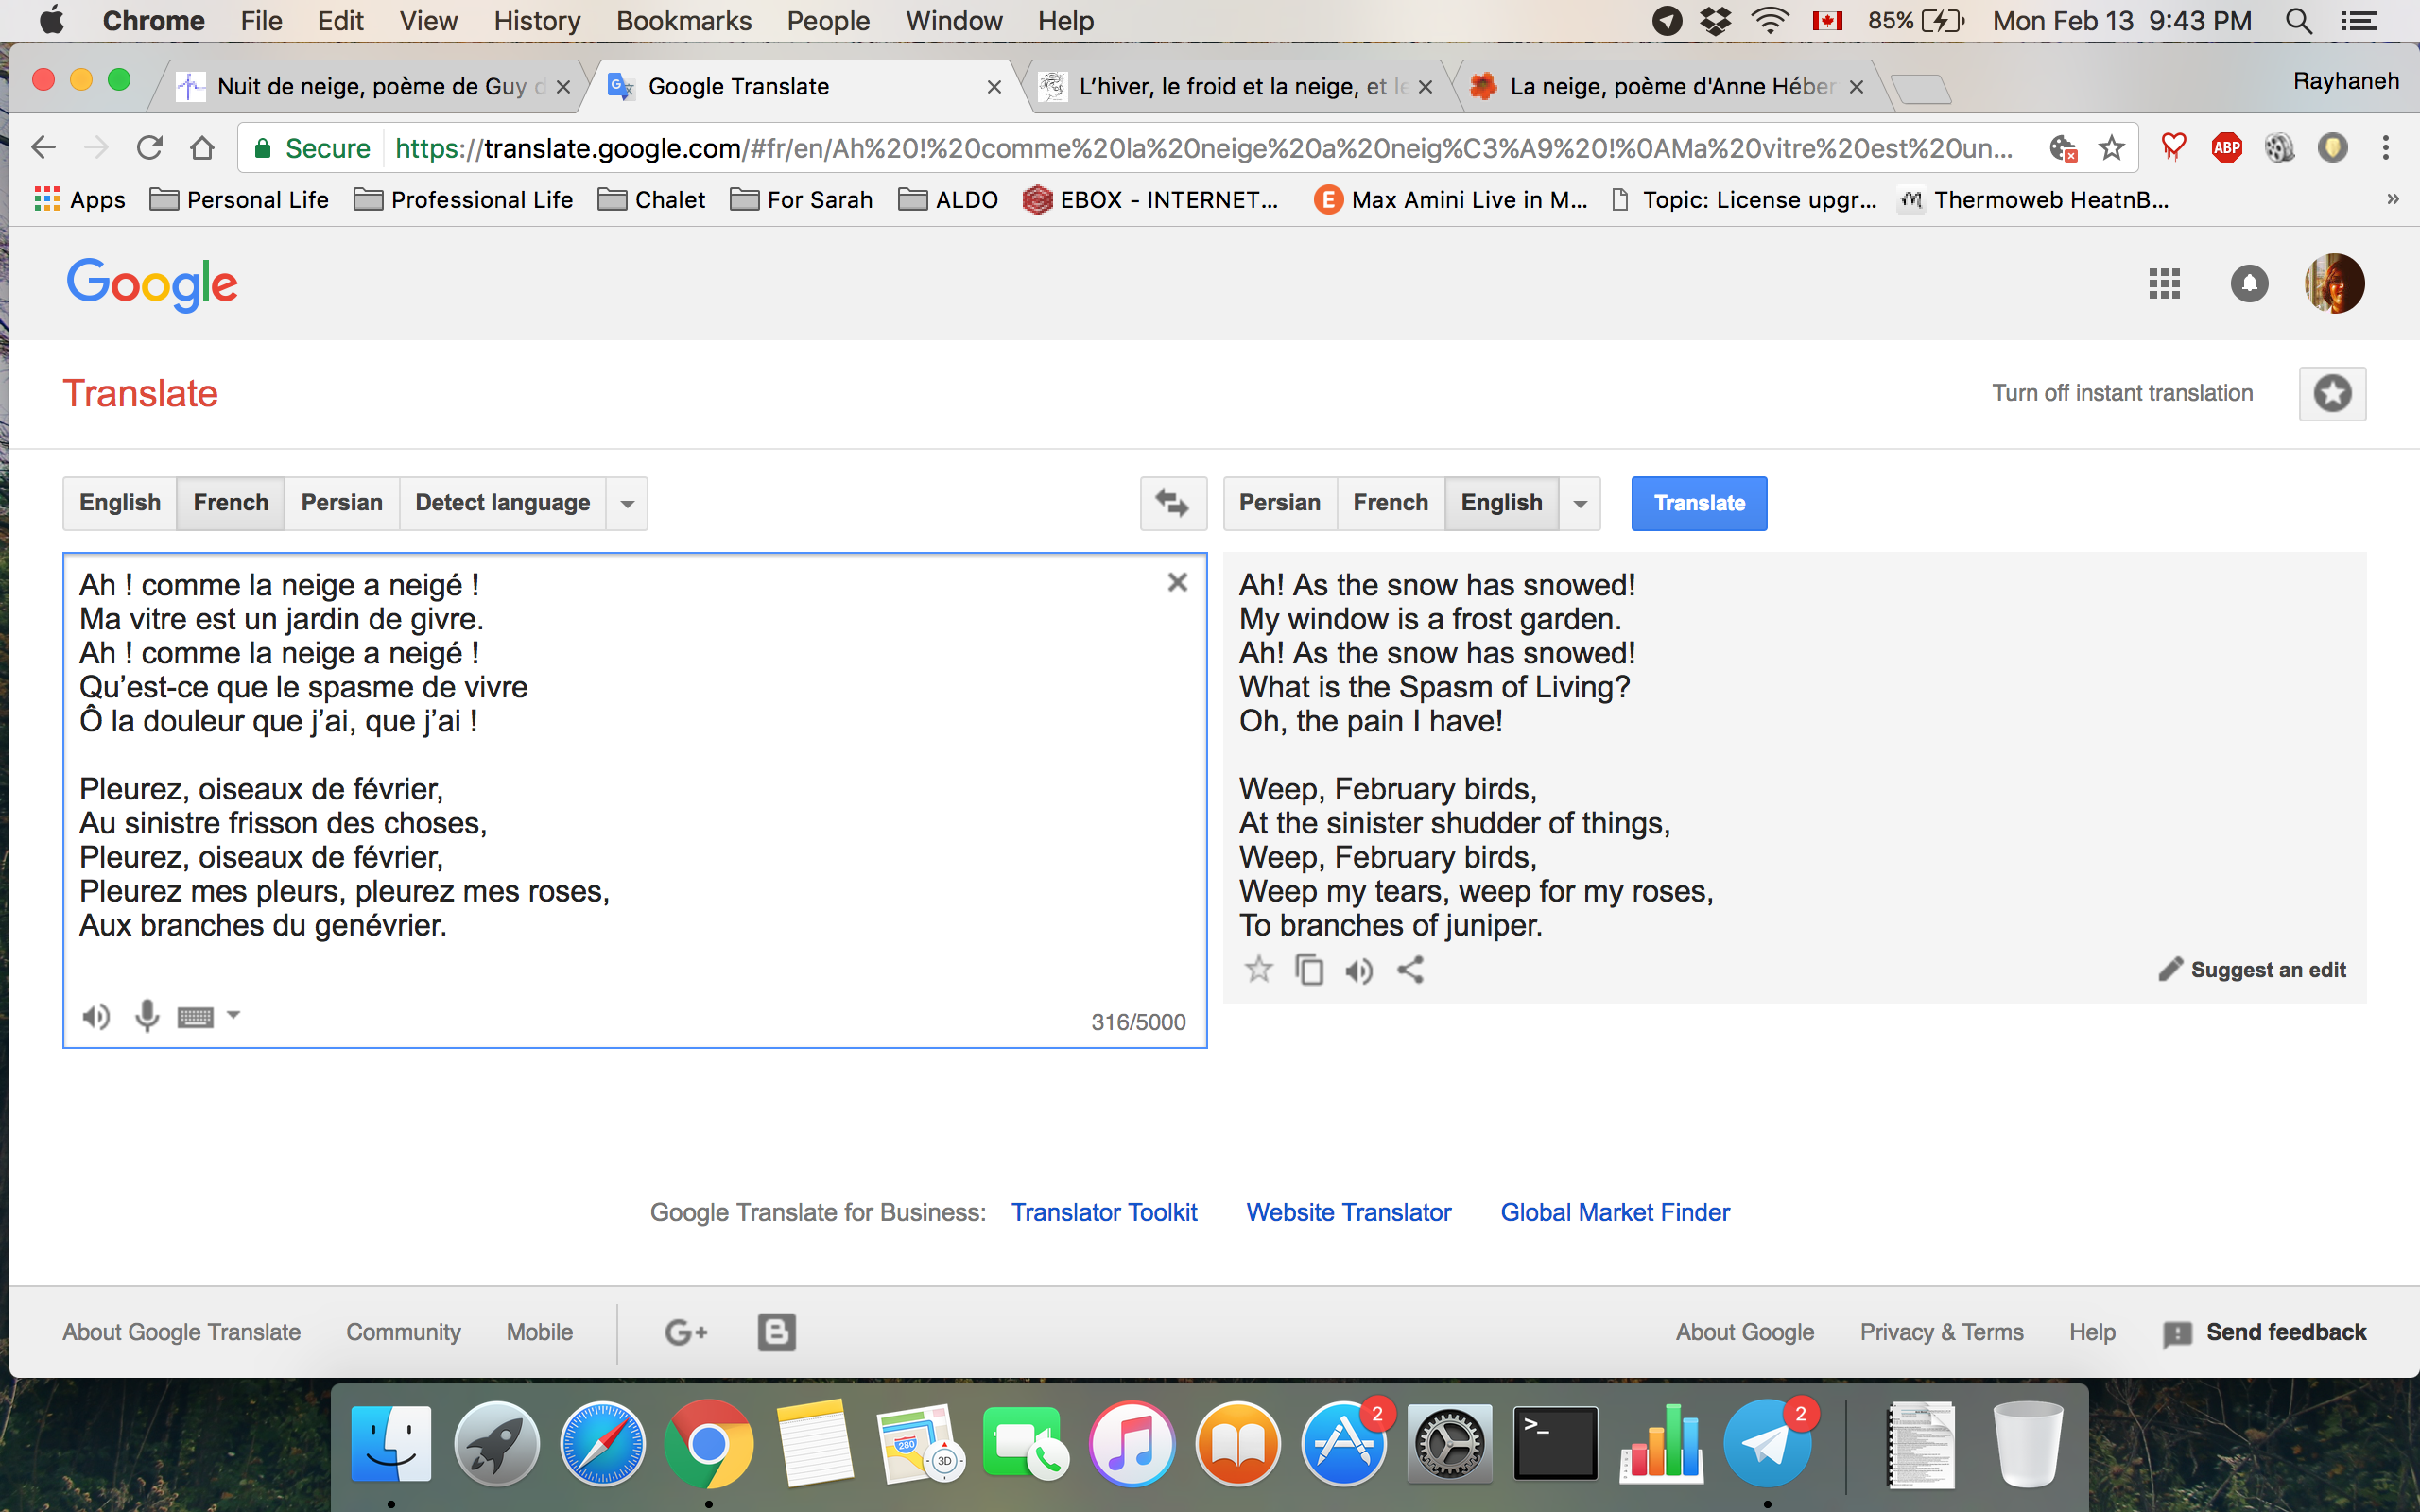 Chrome File Edit View History Bookmarks People Window Help 85% Mon Feb 13 9:43 PM
Nuit de neige, poème de Guy d Google Translate L'hiver, le froid et la neige, et le La neige, poème d'Anne Héber Rayhaneh
Secure https://translate.google.com/#fr/en/Ah%20!%20comme%20la%20neige%20a%20neig%C3%A9%20!%0AMa%20vitre%20est%20un... ABP
Apps Personal Life Professional Life Chalet For Sarah ALDO EBOX - INTERNET... Max Amini Live in M... Topic: License upgr... Thermoweb HeatnB... »
Google
Translate Turn off instant translation
English French Persian Detect language Persian French English Translate
Ah ! comme la neige a neigé !
Ma vitre est un jardin de givre.
Ah ! comme la neige a neigé !
Qu'est-ce que le spasme de vivre
Ô la douleur que j'ai, que j'ai !
Pleurez, oiseaux de février,
Au sinistre frisson des choses,
Pleurez, oiseaux de février,
Pleurez mes pleurs, pleurez mes roses,
Aux branches du genévrier.
316/5000
Ah! As the snow has snowed!
My window is a frost garden.
Ah! As the snow has snowed!
What is the Spasm of Living?
Oh, the pain I have!
Weep, February birds,
At the sinister shudder of things,
Weep, February birds,
Weep my tears, weep for my roses,
To branches of juniper.
Suggest an edit
Google Translate for Business: Translator Toolkit Website Translator Global Market Finder
About Google Translate Community Mobile G+ B About Google Privacy & Terms Help Send feedback
280 3D 2 >_ 2